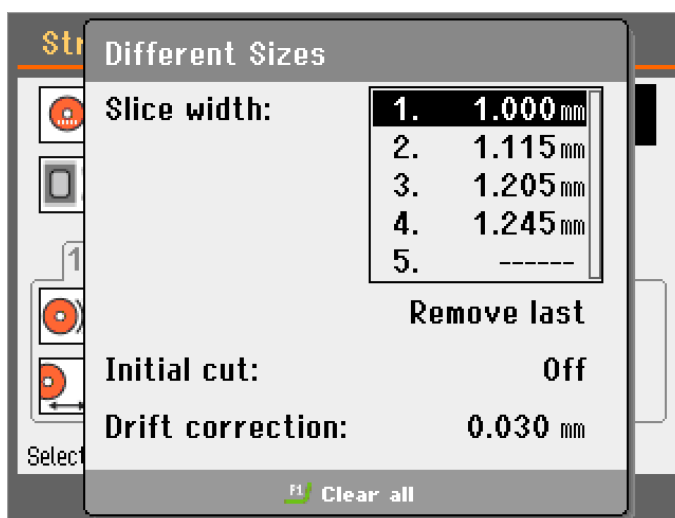 Str
Different Sizes
Slice width:
1. 1.000 mm
2. 1.115 mm
3. 1.205 mm
4. 1.245 mm
5. ------
1
Remove last
Initial cut: Off
Drift correction: 0.030 mm
Select
F1 Clear all